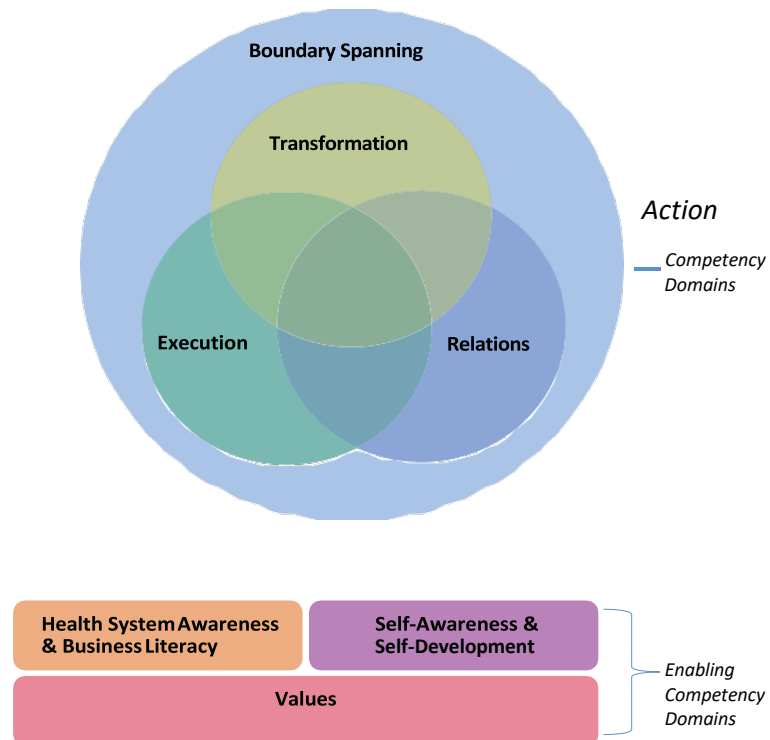 Boundary Spanning
Transformation
Action
Competency
Domains
Execution
Relations
Health System Awareness
& Business Literacy
Self-Awareness &
Self-Development
Values
Enabling
Competency
Domains